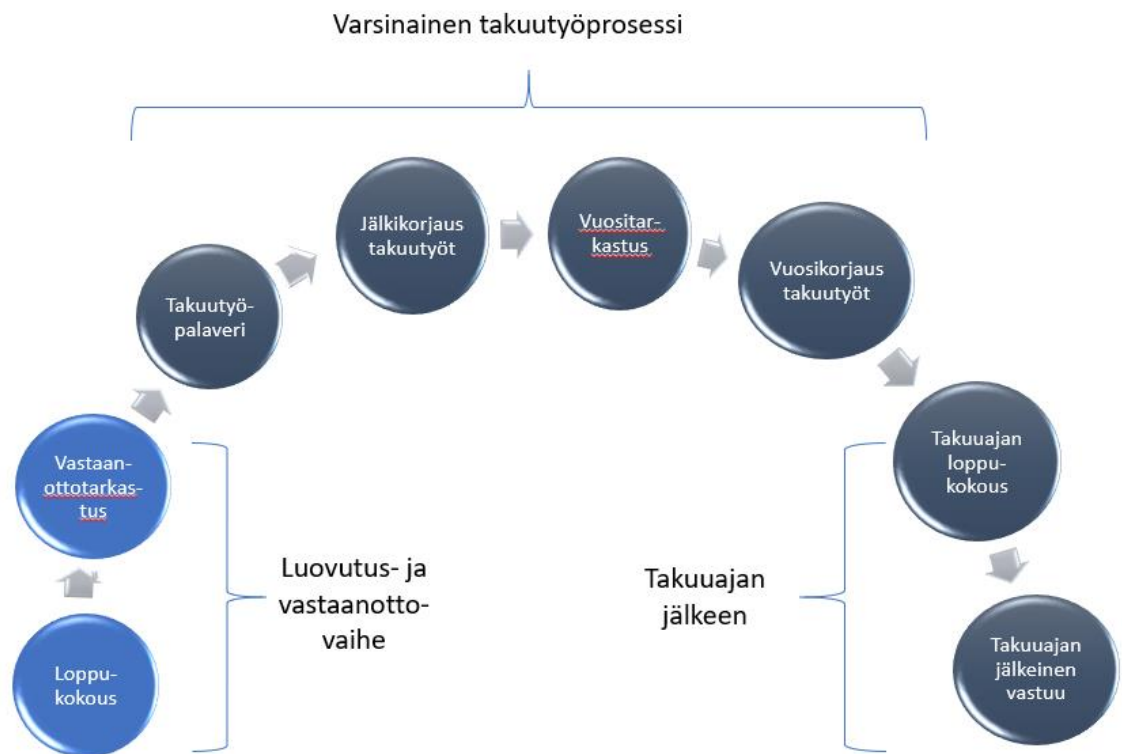 Varsinainen takuutyöprosessi
Loppu-
kokous
Vastaan-
ottotarkas-
tus
Luovutus- ja
vastaanotto-
vaihe
Takuutyö-
palaveri
Jälkikorjaus
takuutyöt
Vuositar-
kastus
Vuosikorjaus
takuutyöt
Takuuajan
loppu-
kokous
Takuuajan
jälkeinen
vastuu
Takuuajan
jälkeen